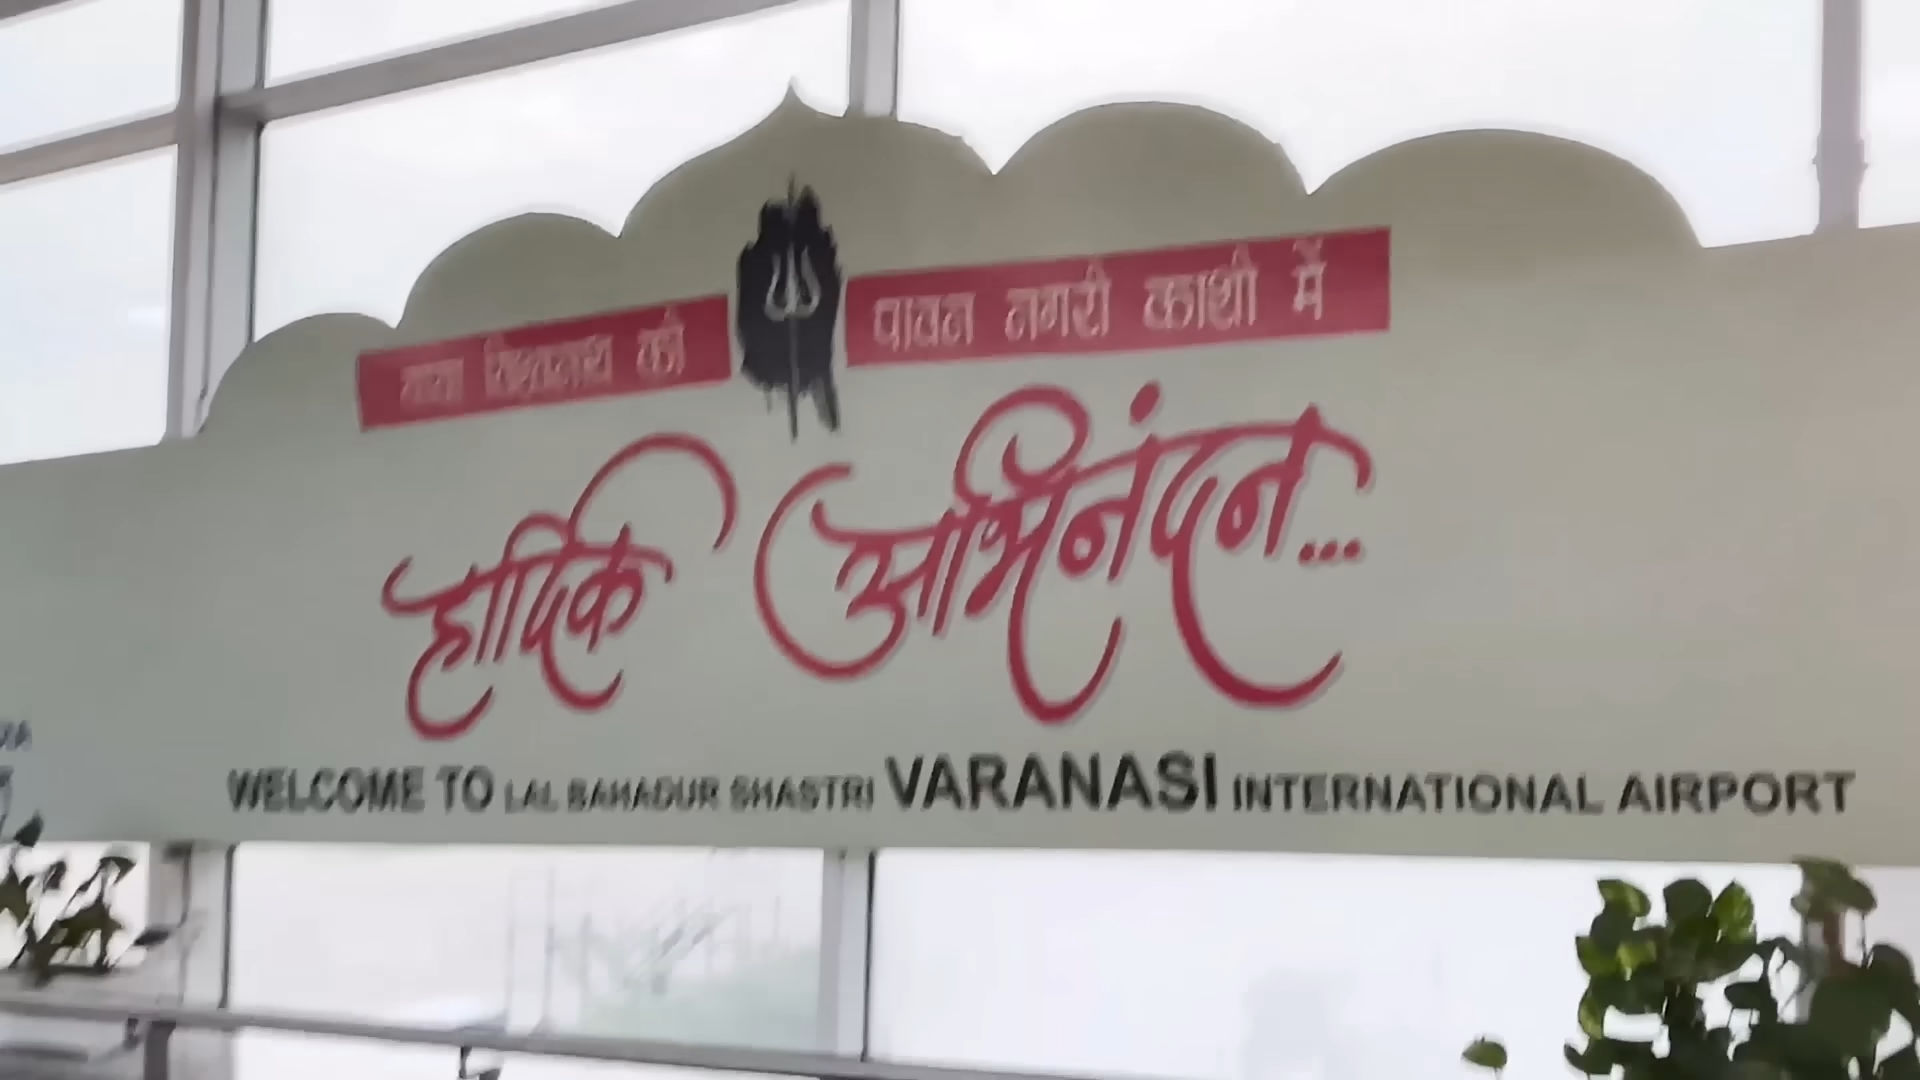 बाबा विश्वनाथ की पावन नगरी काशी में
हार्दिक अभिनंदन...
WELCOME TO LAL BAHADUR SHASTRI VARANASI INTERNATIONAL AIRPORT